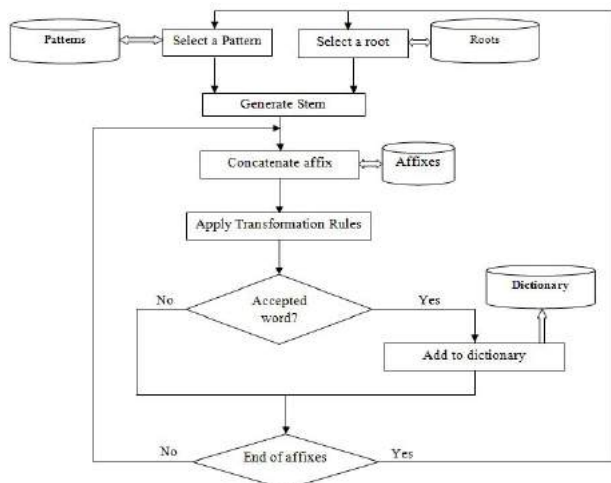 Patterns
Select a Pattern
Select a root
Roots
Generate Stem
Concatenate affix
Affixes
Apply Transformation Rules
Dictionary
No
Accepted
word?
Yes
Add to dictionary
No
End of affixes
Yes